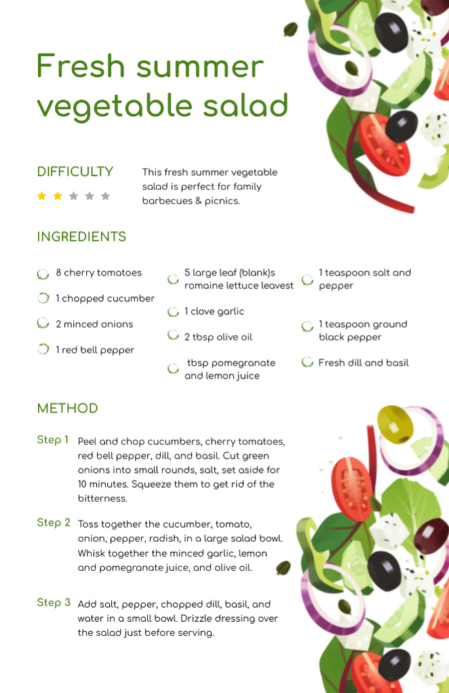 Fresh summer
vegetable salad
DIFFICULTY
This fresh summer vegetable
salad is perfect for family
barbecues & picnics.
INGREDIENTS
8 cherry tomatoes
1 chopped cucumber
2 minced onions
1 red bell pepper
5 large leaf (blank)s
romaine lettuce leavest
1 clove garlic
2 tbsp olive oil
tbsp pomegranate
and lemon juice
1 teaspoon salt and
pepper
1 teaspoon ground
black pepper
Fresh dill and basil
METHOD
Step 1
Peel and chop cucumbers, cherry tomatoes,
red bell pepper, dill, and basil. Cut green
onions into small rounds, salt, set aside for
10 minutes. Squeeze them to get rid of the
bitterness.
Step 2
Toss together the cucumber, tomato,
onion, pepper, radish, in a large salad bowl.
Whisk together the minced garlic, lemon
and pomegranate juice, and olive oil.
Step 3
Add salt, pepper, chopped dill, basil, and
water in a small bowl. Drizzle dressing over
the salad just before serving.